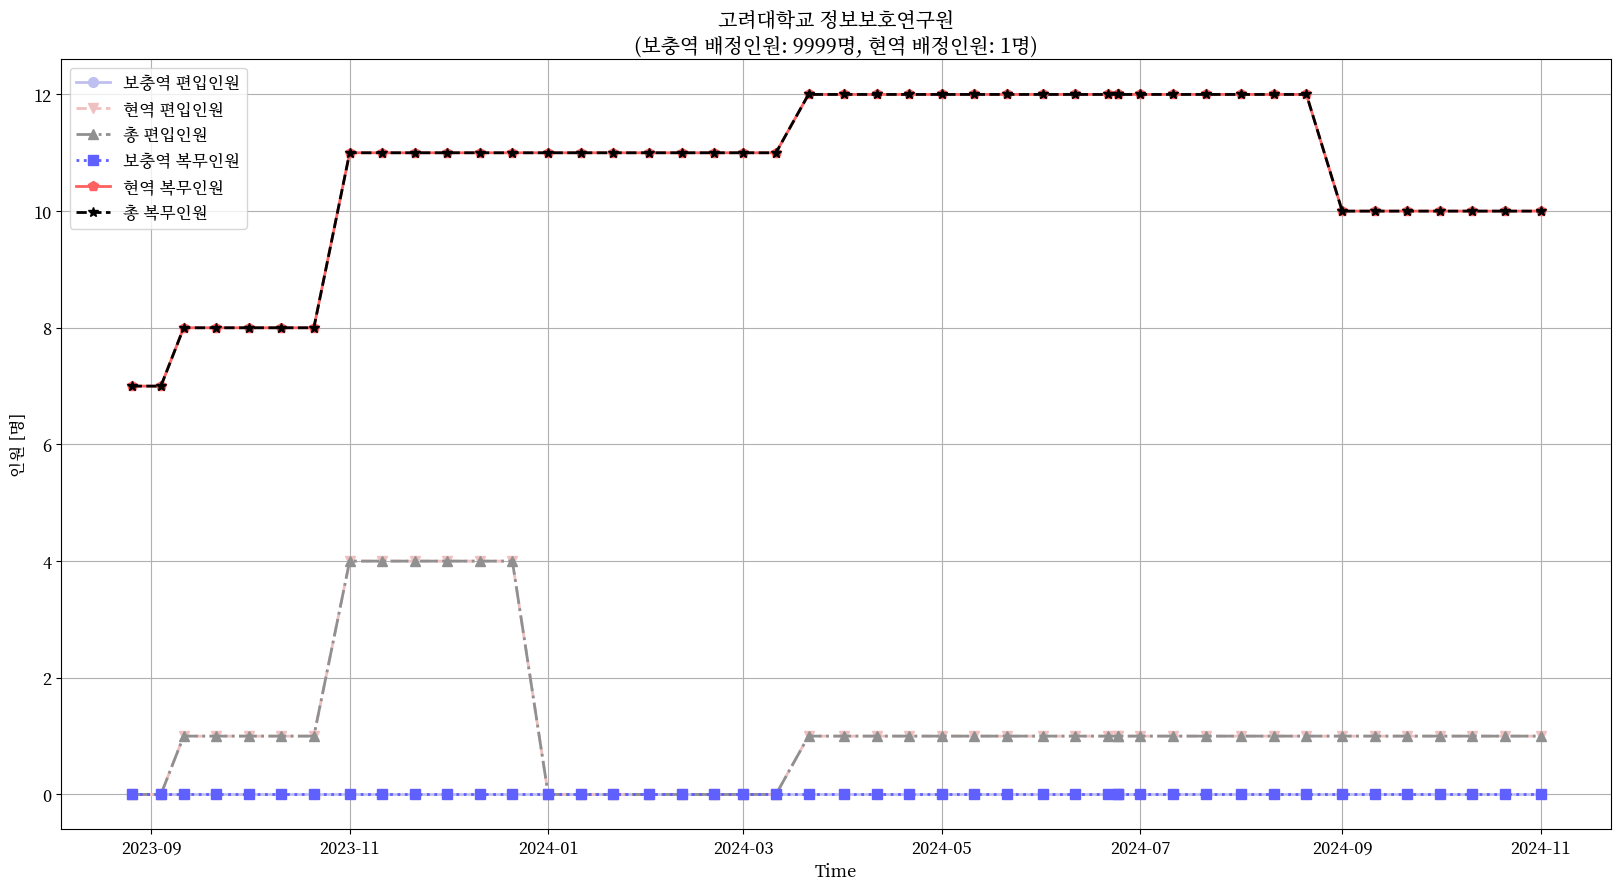 고려대학교 정보보호연구원
(보충역 배정인원: 9999명, 현역 배정인원: 1명)
보충역 편입인원
현역 편입인원
총 편입인원
보충역 복무인원
현역 복무인원
총 복무인원
12
10
8
6
4
2
0
인원 [명]
2023-09 2023-11 2024-01 2024-03 2024-05 2024-07 2024-09 2024-11
Time